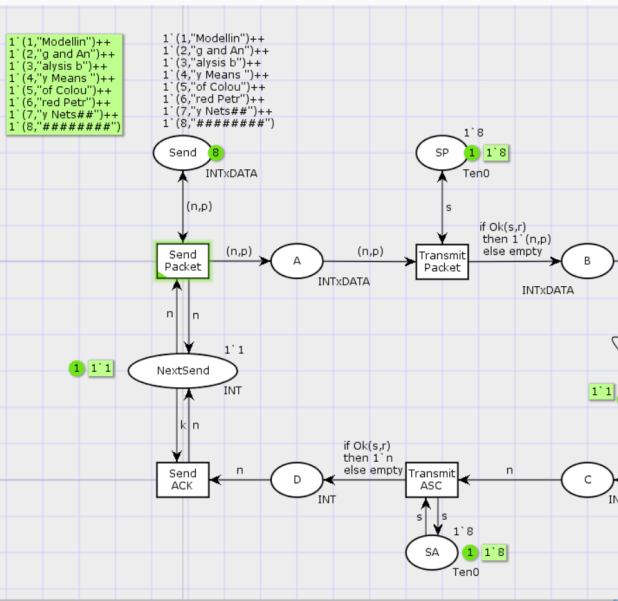 1`(1,"Modellin")++
1`(2,"g and An")++
1`(3,"alysis b")++
1`(4,"y Means ")++
1`(5,"of Colou")++
1`(6,"red Petr")++
1`(7,"y Nets##")++
1`(8,"########")
1`(1,"Modellin")++
1`(2,"g and An")++
1`(3,"alysis b")++
1`(4,"y Means ")++
1`(5,"of Colou")++
1`(6,"red Petr")++
1`(7,"y Nets##")++
1`(8,"########")
Send
8
INTxDATA
1`8
SP
1
1`8
Ten0
(n,p)
s
Send
Packet
(n,p)
A
INTxDATA
(n,p)
Transmit
Packet
if Ok(s,r)
then 1`(n,p)
else empty
B
INTxDATA
n
n
1`1
1
1`1
NextSend
INT
1`1
k
n
Send
ACK
n
D
INT
if Ok(s,r)
then 1`n
else empty
Transmit
ASC
n
C
IN
s
s
1`8
SA
1
1`8
Ten0